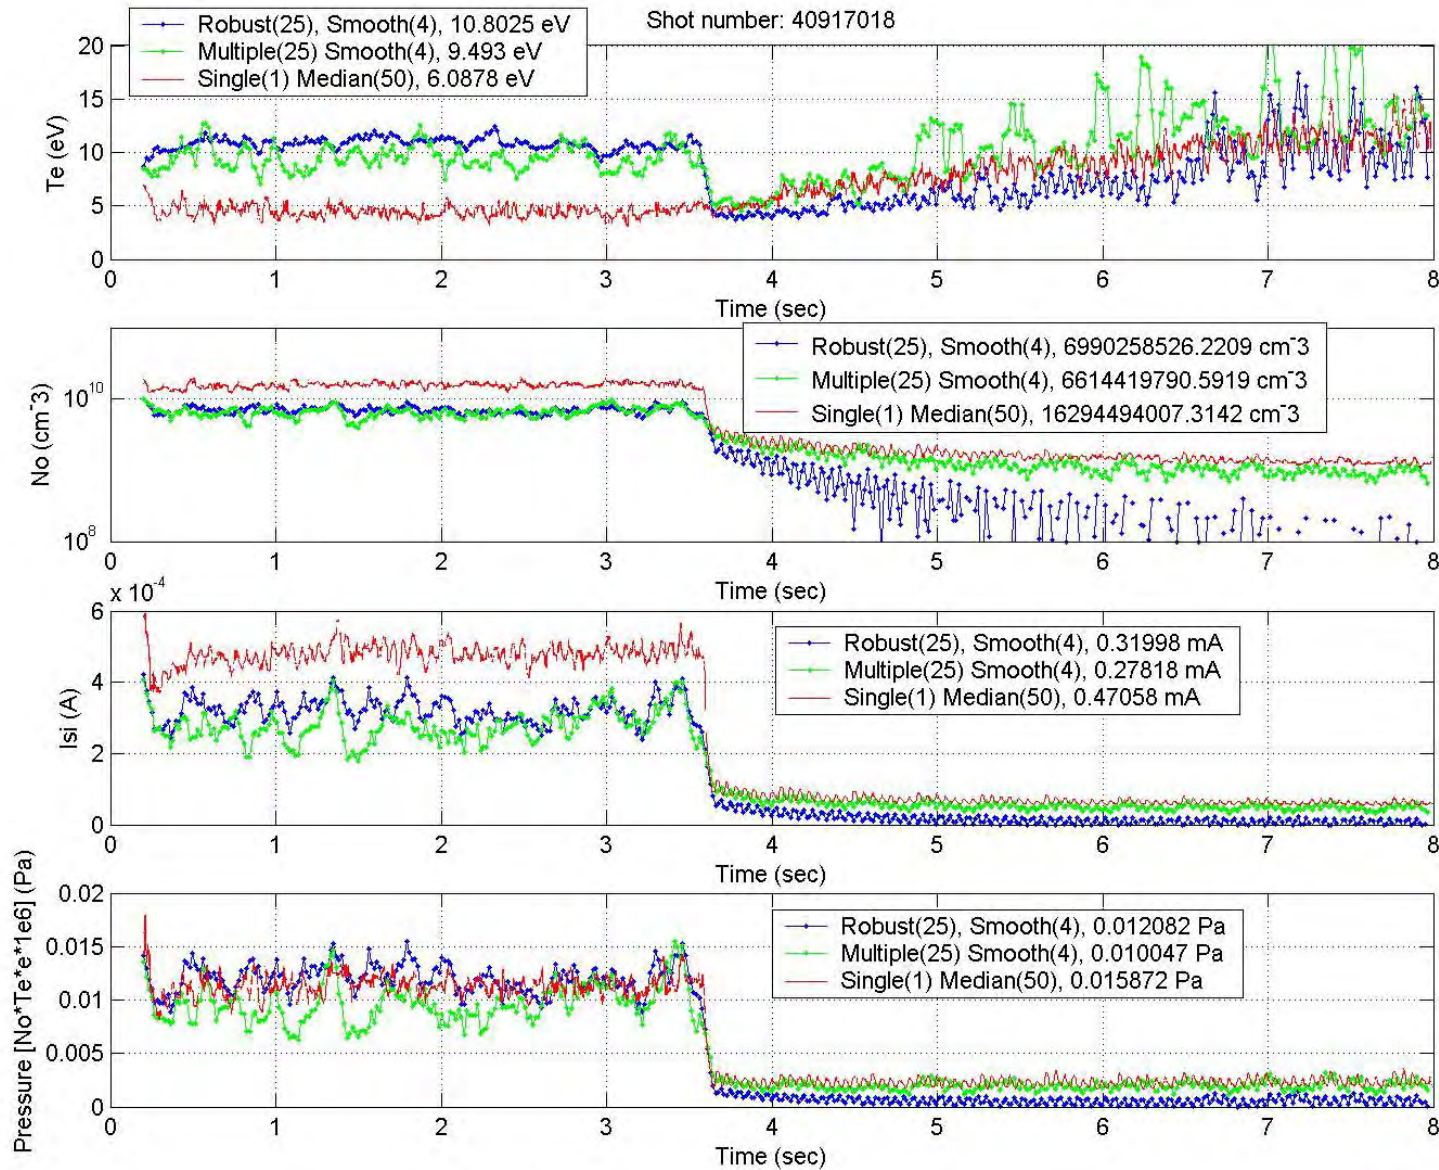 Shot number: 40917018
Robust(25), Smooth(4), 10.8025 eV
Multiple(25) Smooth(4), 9.493 eV
Single(1) Median(50), 6.0878 eV
20
15
10
5
0
Te (eV)
0 1 2 3 4 5 6 7 8
Time (sec)
Robust(25), Smooth(4), 6990258526.2209 cm⁻3
Multiple(25) Smooth(4), 6614419790.5919 cm⁻3
Single(1) Median(50), 16294494007.3142 cm⁻3
10¹⁰
10⁸
No (cm⁻3)
0 1 2 3 4 5 6 7 8
Time (sec)
x 10⁻⁴
Robust(25), Smooth(4), 0.31998 mA
Multiple(25) Smooth(4), 0.27818 mA
Single(1) Median(50), 0.47058 mA
6
4
2
0
Isi (A)
0 1 2 3 4 5 6 7 8
Time (sec)
Robust(25), Smooth(4), 0.012082 Pa
Multiple(25) Smooth(4), 0.010047 Pa
Single(1) Median(50), 0.015872 Pa
0.02
0.015
0.01
0.005
0
Pressure [No*Te*e*1e6] (Pa)
0 1 2 3 4 5 6 7 8
Time (sec)